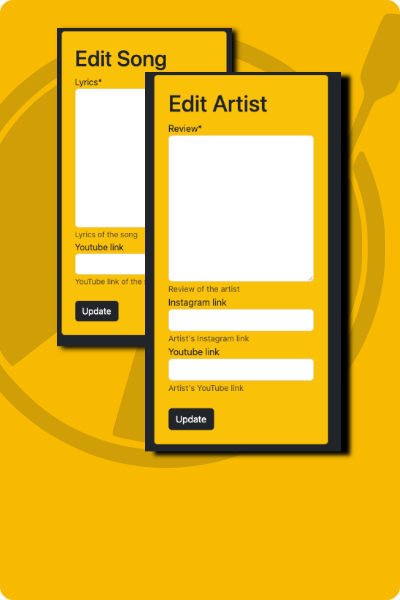 Edit Song
Lyrics*
Lyrics of the song
Youtube link
YouTube link of the
Update
Edit Artist
Review*
Review of the artist
Instagram link
Artist's Instagram link
Youtube link
Artist's YouTube link
Update